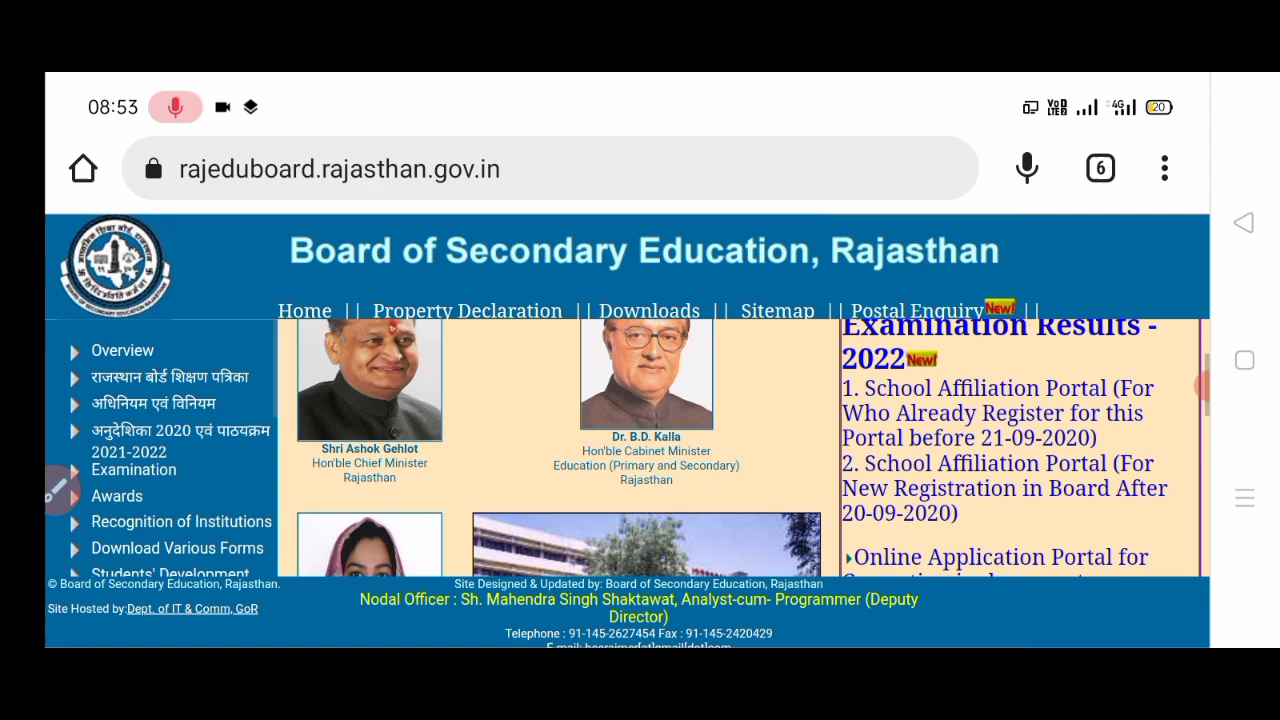 08:53
VoD LTE2 4G 20
rajeduboard.rajasthan.gov.in
6
Board of Secondary Education, Rajasthan
Home || Property Declaration || Downloads || Sitemap || Postal Enquiry New! ||
Overview
राजस्थान बोर्ड शिक्षण पत्रिका
अधिनियम एवं विनियम
अनुदेशिका 2020 एवं पाठयक्रम
2021-2022
Examination
Awards
Recognition of Institutions
Download Various Forms
Students' Development
Shri Ashok Gehlot
Hon'ble Chief Minister
Rajasthan
Dr. B.D. Kalla
Hon'ble Cabinet Minister
Education (Primary and Secondary)
Rajasthan
Examination Results -
2022 New!
1. School Affiliation Portal (For
Who Already Register for this
Portal before 21-09-2020)
2. School Affiliation Portal (For
New Registration in Board After
20-09-2020)
Online Application Portal for
© Board of Secondary Education, Rajasthan.
Site Hosted by:Dept. of IT & Comm, GoR
Site Designed & Updated by: Board of Secondary Education, Rajasthan
Nodal Officer : Sh. Mahendra Singh Shaktawat, Analyst-cum- Programmer (Deputy
Director)
Telephone : 91-145-2627454 Fax : 91-145-2420429